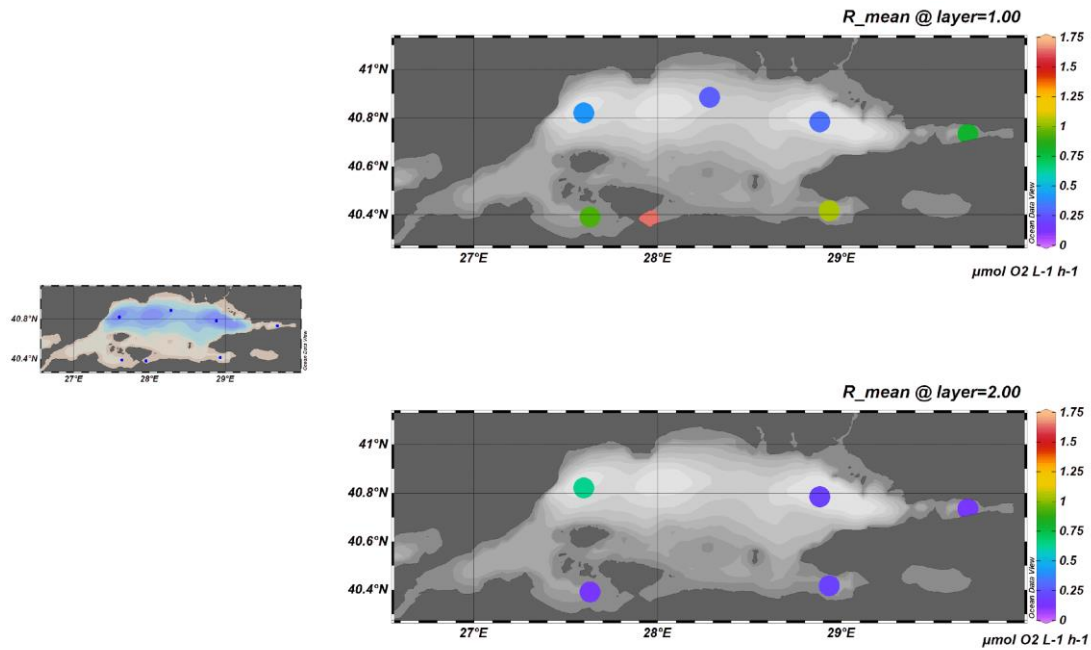 R_mean @ layer=1.00
41°N
40.8°N
40.6°N
40.4°N
27°E
28°E
29°E
Ocean Data View
1.75
1.5
1.25
1
0.75
0.5
0.25
0
µmol O2 L-1 h-1
40.8°N
40.4°N
27°E
28°E
29°E
Ocean Data View
R_mean @ layer=2.00
41°N
40.8°N
40.6°N
40.4°N
27°E
28°E
29°E
Ocean Data View
1.75
1.5
1.25
1
0.75
0.5
0.25
0
µmol O2 L-1 h-1